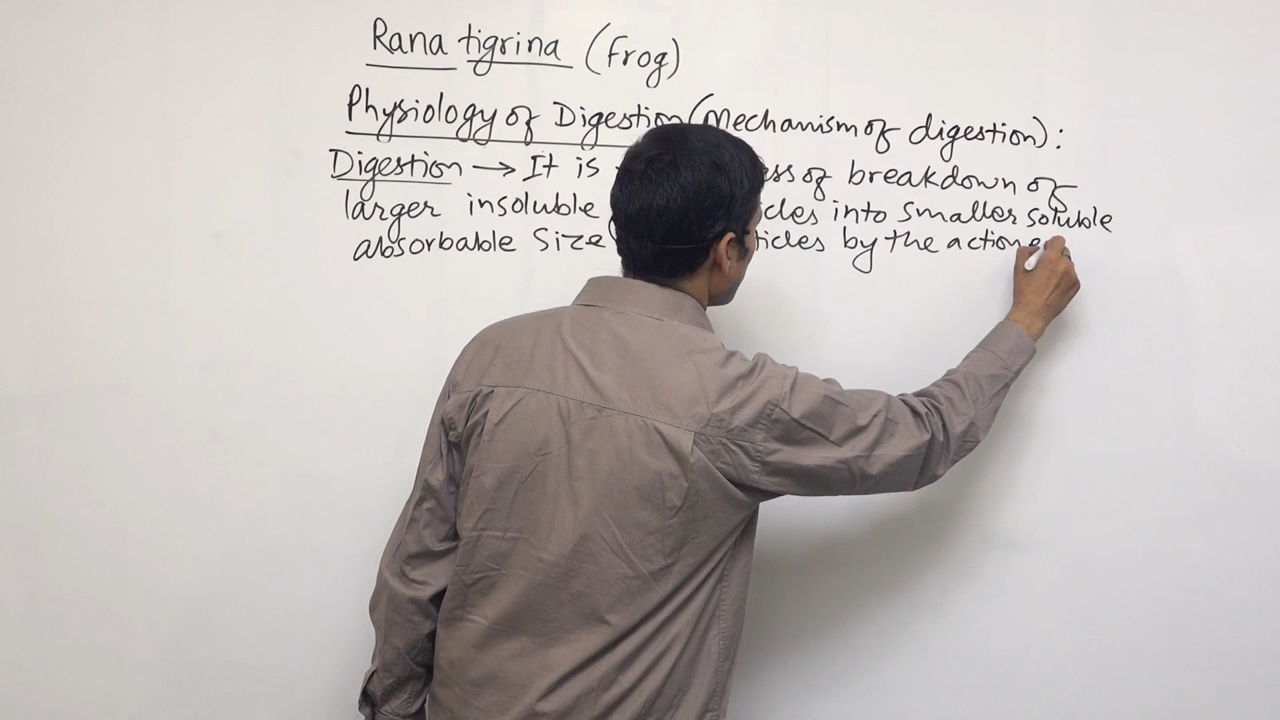 Rana tigrina (frog)
Physiology of Digestion (Mechanism of digestion):
Digestion → It is ess of breakdown of
larger insoluble cles into smaller soluble
absorbable Size ticles by the action